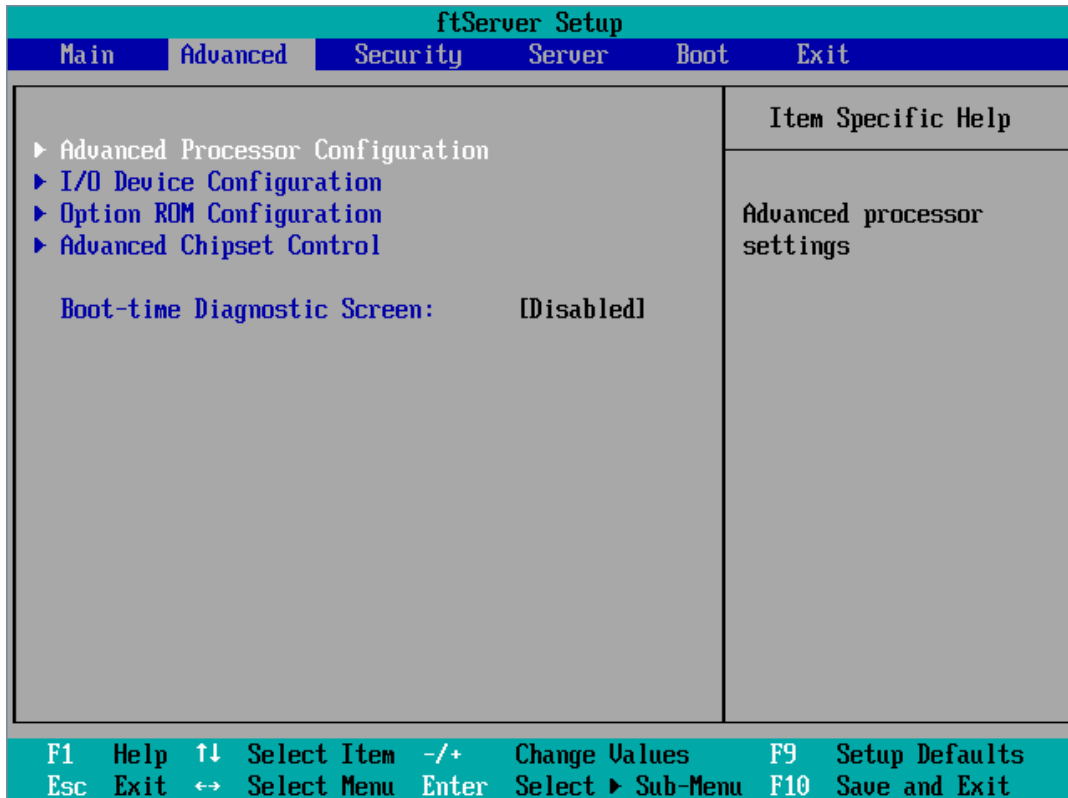 ftServer Setup
Main Advanced Security Server Boot Exit
Item Specific Help
▶ Advanced Processor Configuration
▶ I/O Device Configuration
▶ Option ROM Configuration
▶ Advanced Chipset Control
Boot-time Diagnostic Screen: [Disabled]
Advanced processor
settings
F1 Help ↑↓ Select Item -/+ Change Values F9 Setup Defaults
Esc Exit ↔ Select Menu Enter Select ▶ Sub-Menu F10 Save and Exit